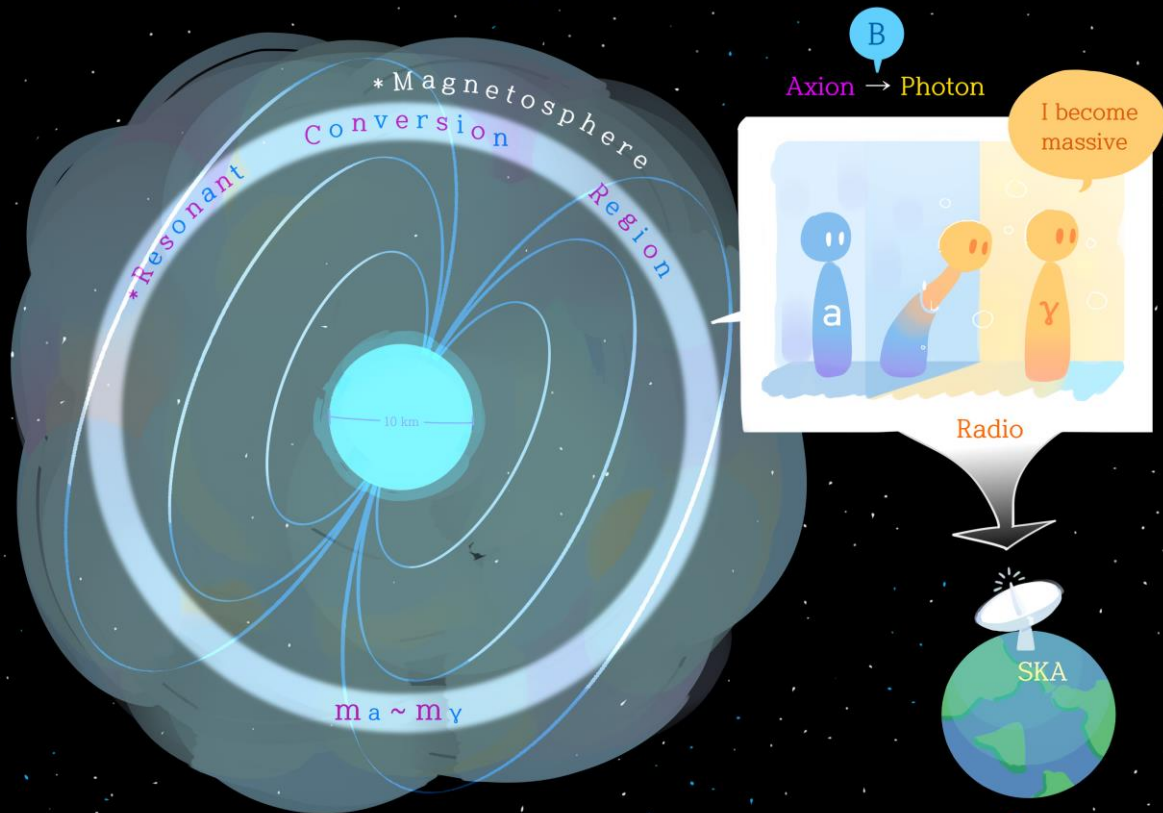 *Magnetosphere
*Resonant Conversion Region
10 km
ma ~ mγ
B
Axion → Photon
I become
massive
a
γ
Radio
SKA